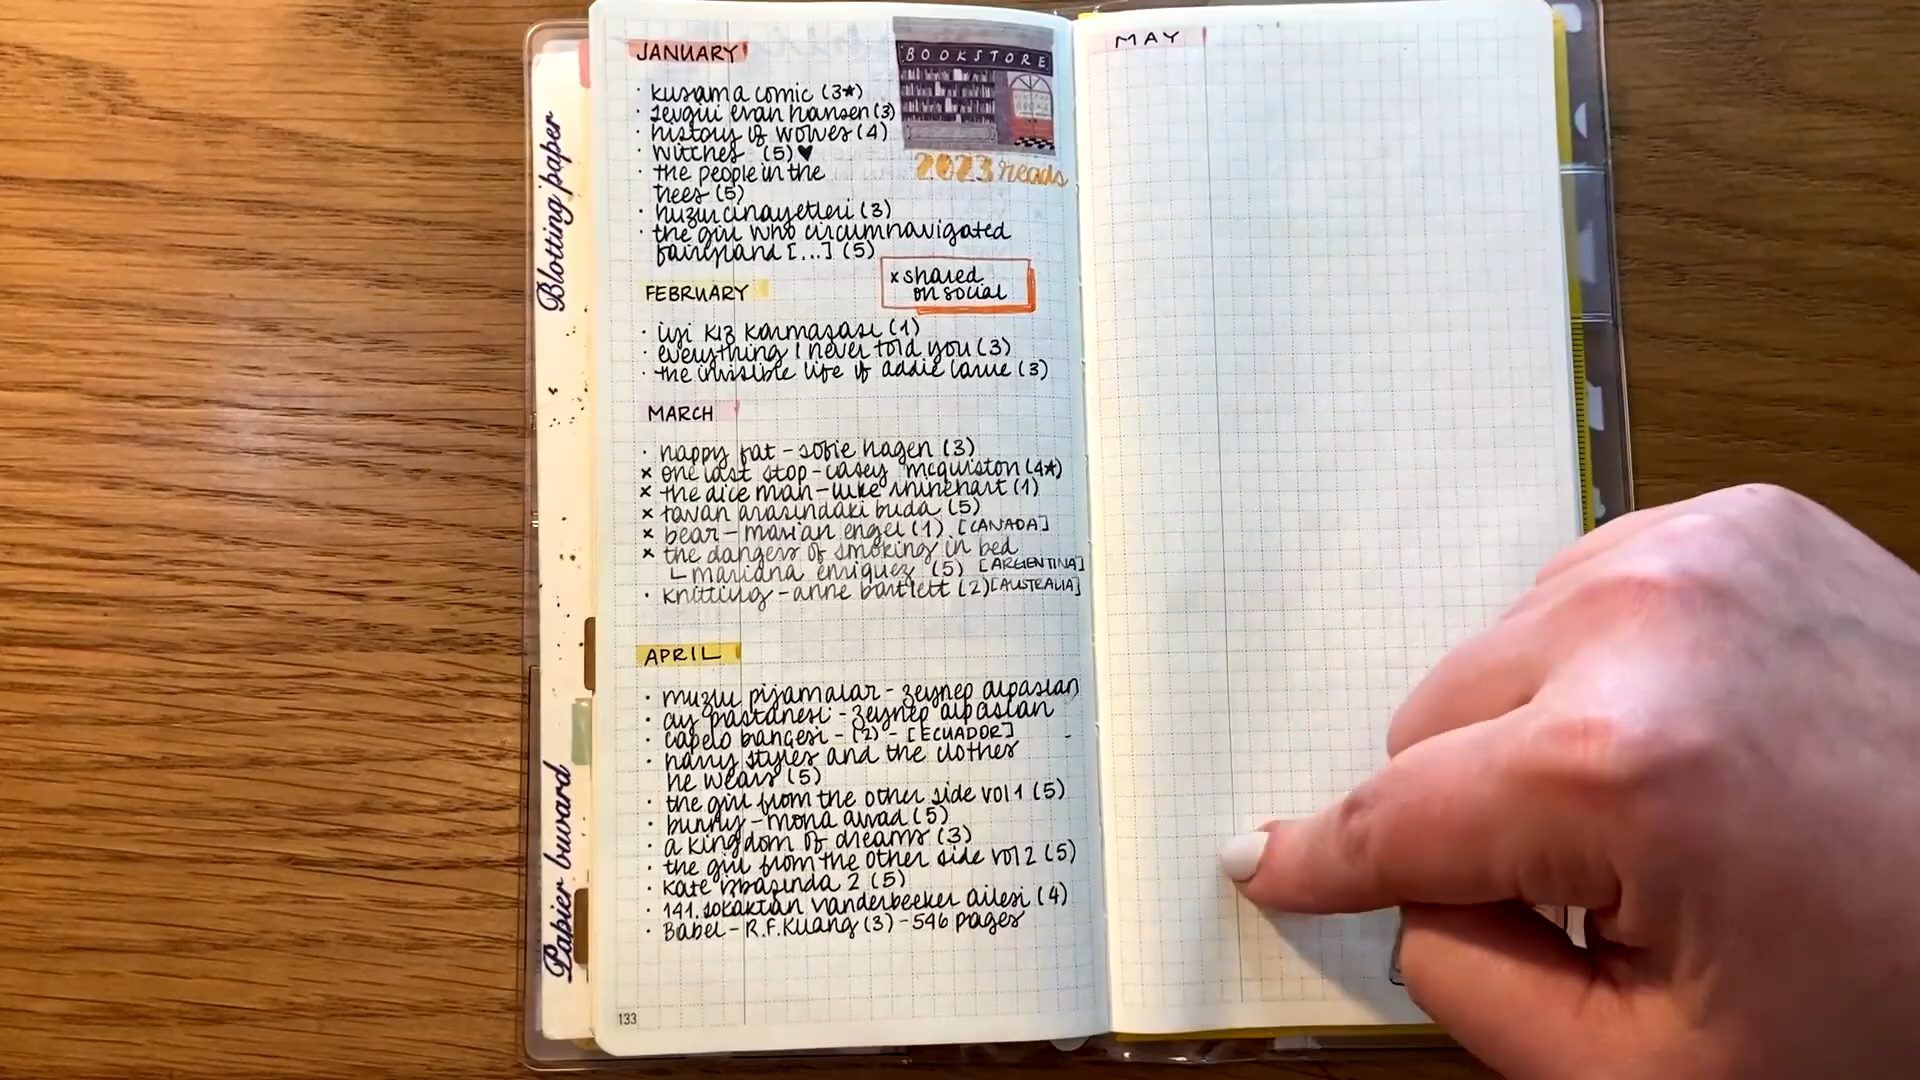 JANUARY
BOOKSTORE
2023 reads
· kusama comic (3★)
· sevgili evan hansen (3)
· history of wolves (4)
· witches (5) ♥
· the people in the
trees (5)
· huzur cinayetleri (3)
· the girl who circumnavigated
fairyland [...] (5)
x shared
on social
FEBRUARY
· iyi kız karmaşası (1)
· everything I never told you (3)
· the invisible life of addie larue (3)
MARCH
· happy fat - sofie hagen (3)
x one last stop - casey mcquiston (4★)
x the dice man - luke rhinehart (1)
x tavan arasındaki buda (5)
x bear - marian engel (1) [CANADA]
x the dangers of smoking in bed
└ mariana enriquez (5) [ARGENTINA]
· knitting - anne bartlett (2) [AUSTRALIA]
APRIL
· muzlu pijamalar - zeynep alpaslan
· ay pastanesi - zeynep alpaslan
· capelo bahçesi - (2) - [ECUADOR]
· harry styles and the clothes
he wears (5)
· the girl from the other side vol 1 (5)
· bunny - mona awad (5)
· a kingdom of dreams (3)
· the girl from the other side vol 2 (5)
· kate işbaşında 2 (5)
· 141. sokaktan vanderbeeker ailesi (4)
· Babel - R.F. Kuang (3) - 546 pages
133
MAY
Blotting paper
Papier buvard